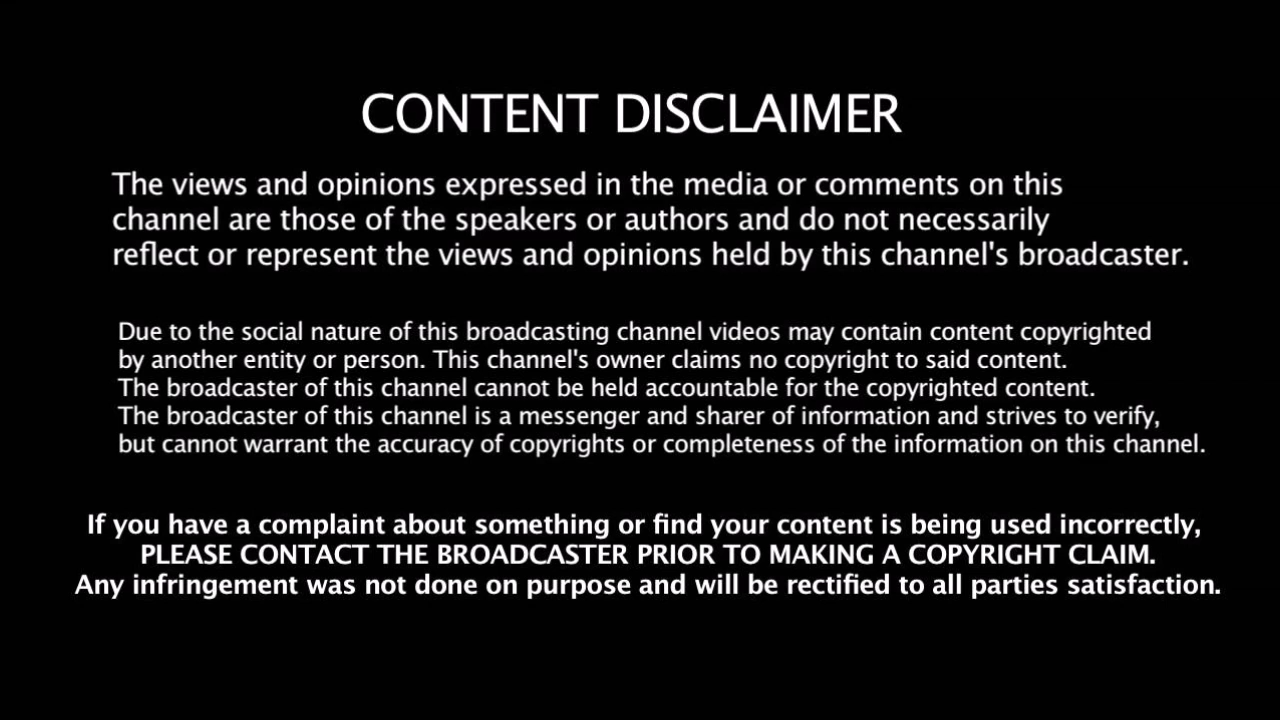 CONTENT DISCLAIMER
The views and opinions expressed in the media or comments on this
channel are those of the speakers or authors and do not necessarily
reflect or represent the views and opinions held by this channel's broadcaster.
Due to the social nature of this broadcasting channel videos may contain content copyrighted
by another entity or person. This channel's owner claims no copyright to said content.
The broadcaster of this channel cannot be held accountable for the copyrighted content.
The broadcaster of this channel is a messenger and sharer of information and strives to verify,
but cannot warrant the accuracy of copyrights or completeness of the information on this channel.
If you have a complaint about something or find your content is being used incorrectly,
PLEASE CONTACT THE BROADCASTER PRIOR TO MAKING A COPYRIGHT CLAIM.
Any infringement was not done on purpose and will be rectified to all parties satisfaction.